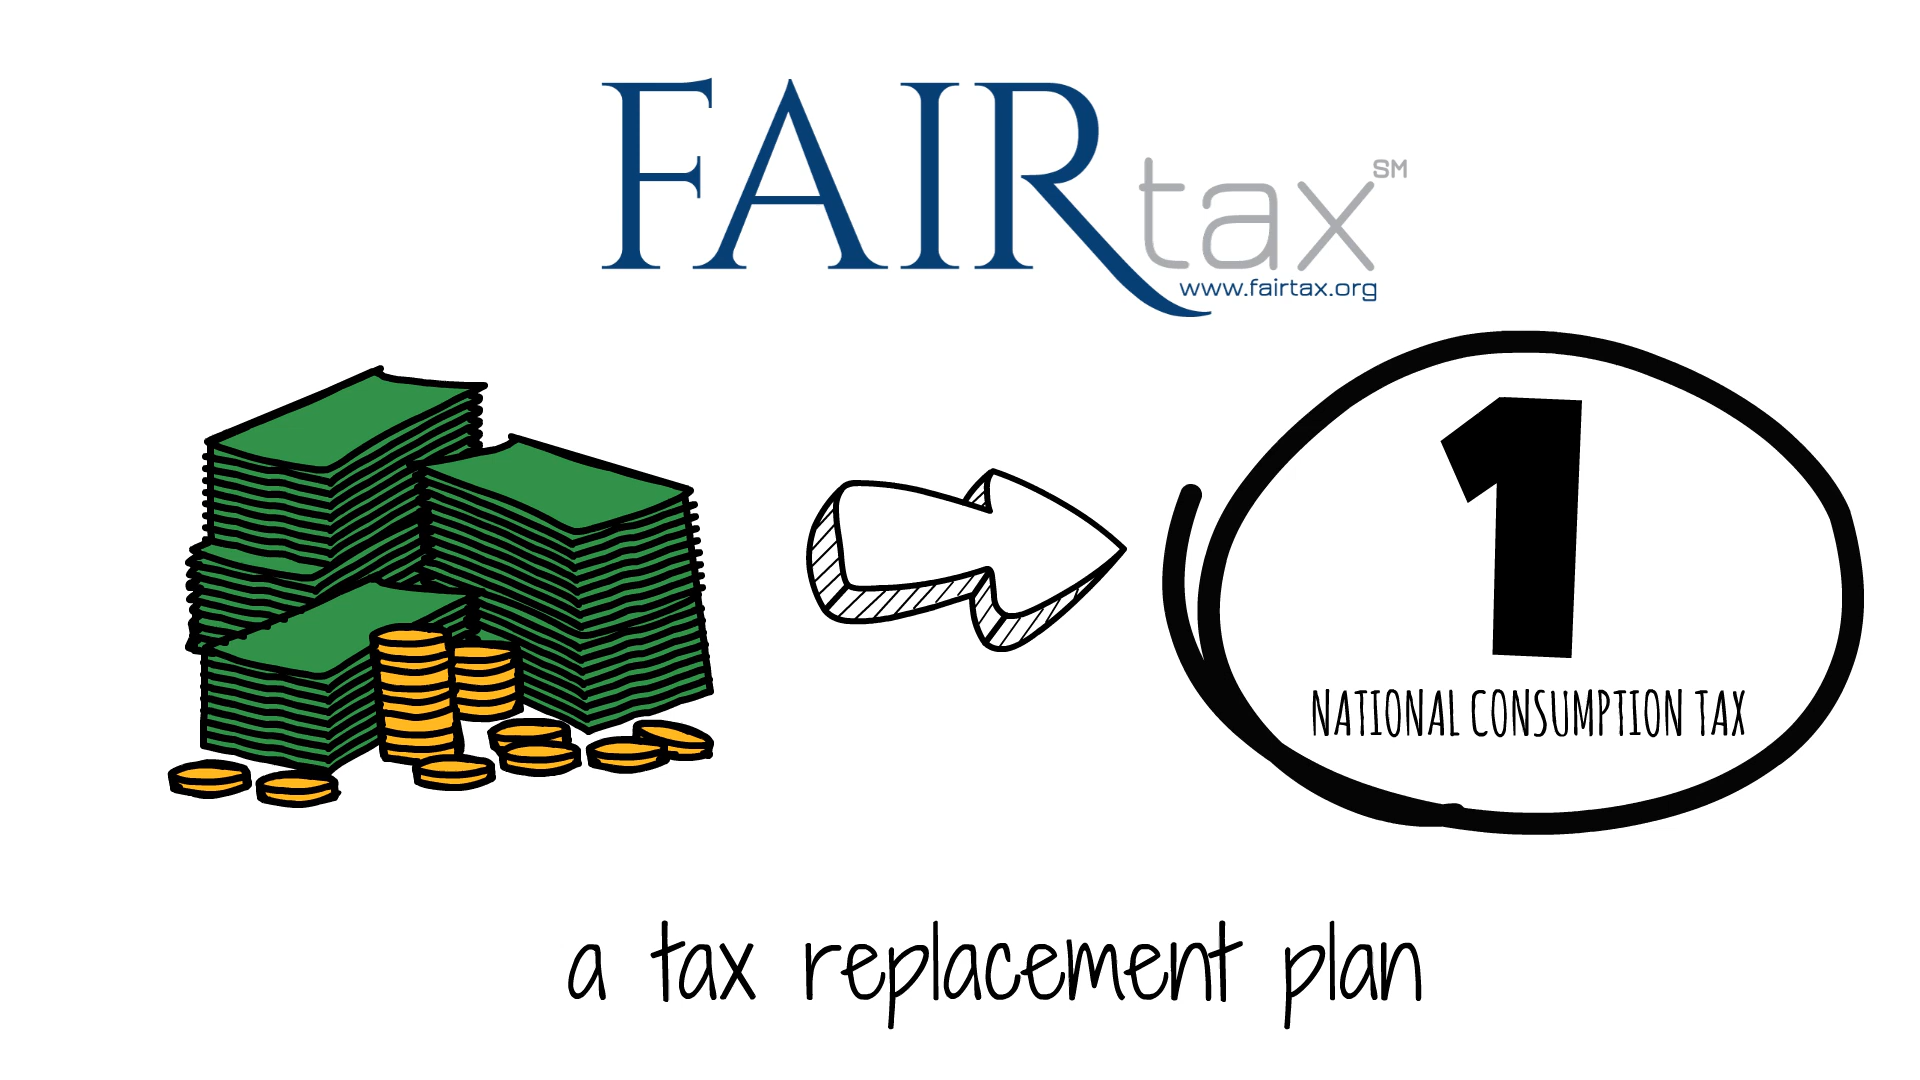 FAIRtax SM
www.fairtax.org
1
NATIONAL CONSUMPTION TAX
a tax replacement plan